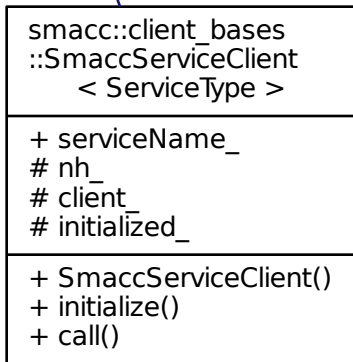 smacc::client_bases
::SmaccServiceClient
< ServiceType >
+ serviceName_
# nh_
# client_
# initialized_
+ SmaccServiceClient()
+ initialize()
+ call()